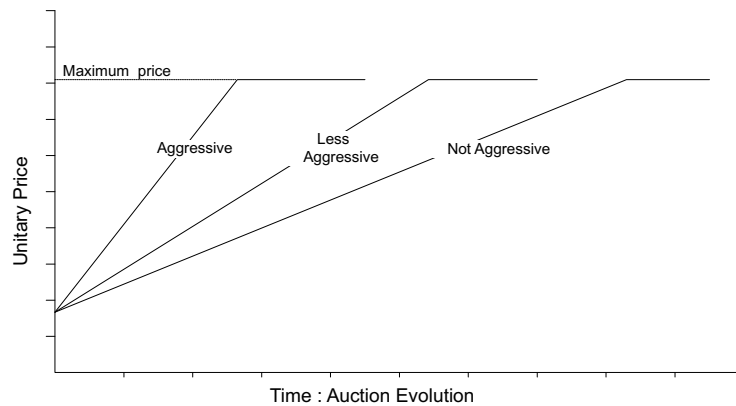 Maximum price
Aggressive
Less
Aggressive
Not Aggressive
Unitary Price
Time : Auction Evolution